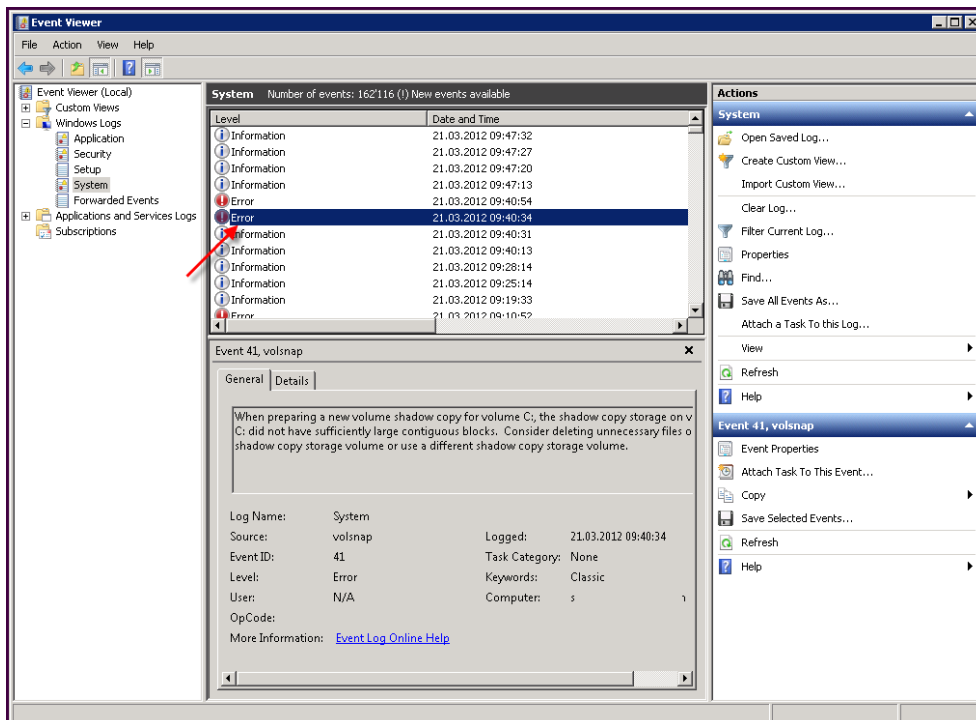 Event Viewer
File Action View Help
Event Viewer (Local)
Custom Views
Windows Logs
Application
Security
Setup
System
Forwarded Events
Applications and Services Logs
Subscriptions
System Number of events: 162'116 (!) New events available
Level Date and Time
Information 21.03.2012 09:47:32
Information 21.03.2012 09:47:27
Information 21.03.2012 09:47:20
Information 21.03.2012 09:47:13
Error 21.03.2012 09:40:54
Error 21.03.2012 09:40:34
Information 21.03.2012 09:40:31
Information 21.03.2012 09:40:13
Information 21.03.2012 09:28:14
Information 21.03.2012 09:25:14
Information 21.03.2012 09:19:33
Error 21.03.2012 09:10:52
Event 41, volsnap
General Details
When preparing a new volume shadow copy for volume C:, the shadow copy storage on v
C: did not have sufficiently large contiguous blocks. Consider deleting unnecessary files o
shadow copy storage volume or use a different shadow copy storage volume.
Log Name: System
Source: volsnap Logged: 21.03.2012 09:40:34
Event ID: 41 Task Category: None
Level: Error Keywords: Classic
User: N/A Computer: s
OpCode:
More Information: Event Log Online Help
Actions
System
Open Saved Log...
Create Custom View...
Import Custom View...
Clear Log...
Filter Current Log...
Properties
Find...
Save All Events As...
Attach a Task To this Log...
View
Refresh
Help
Event 41, volsnap
Event Properties
Attach Task To This Event...
Copy
Save Selected Events...
Refresh
Help